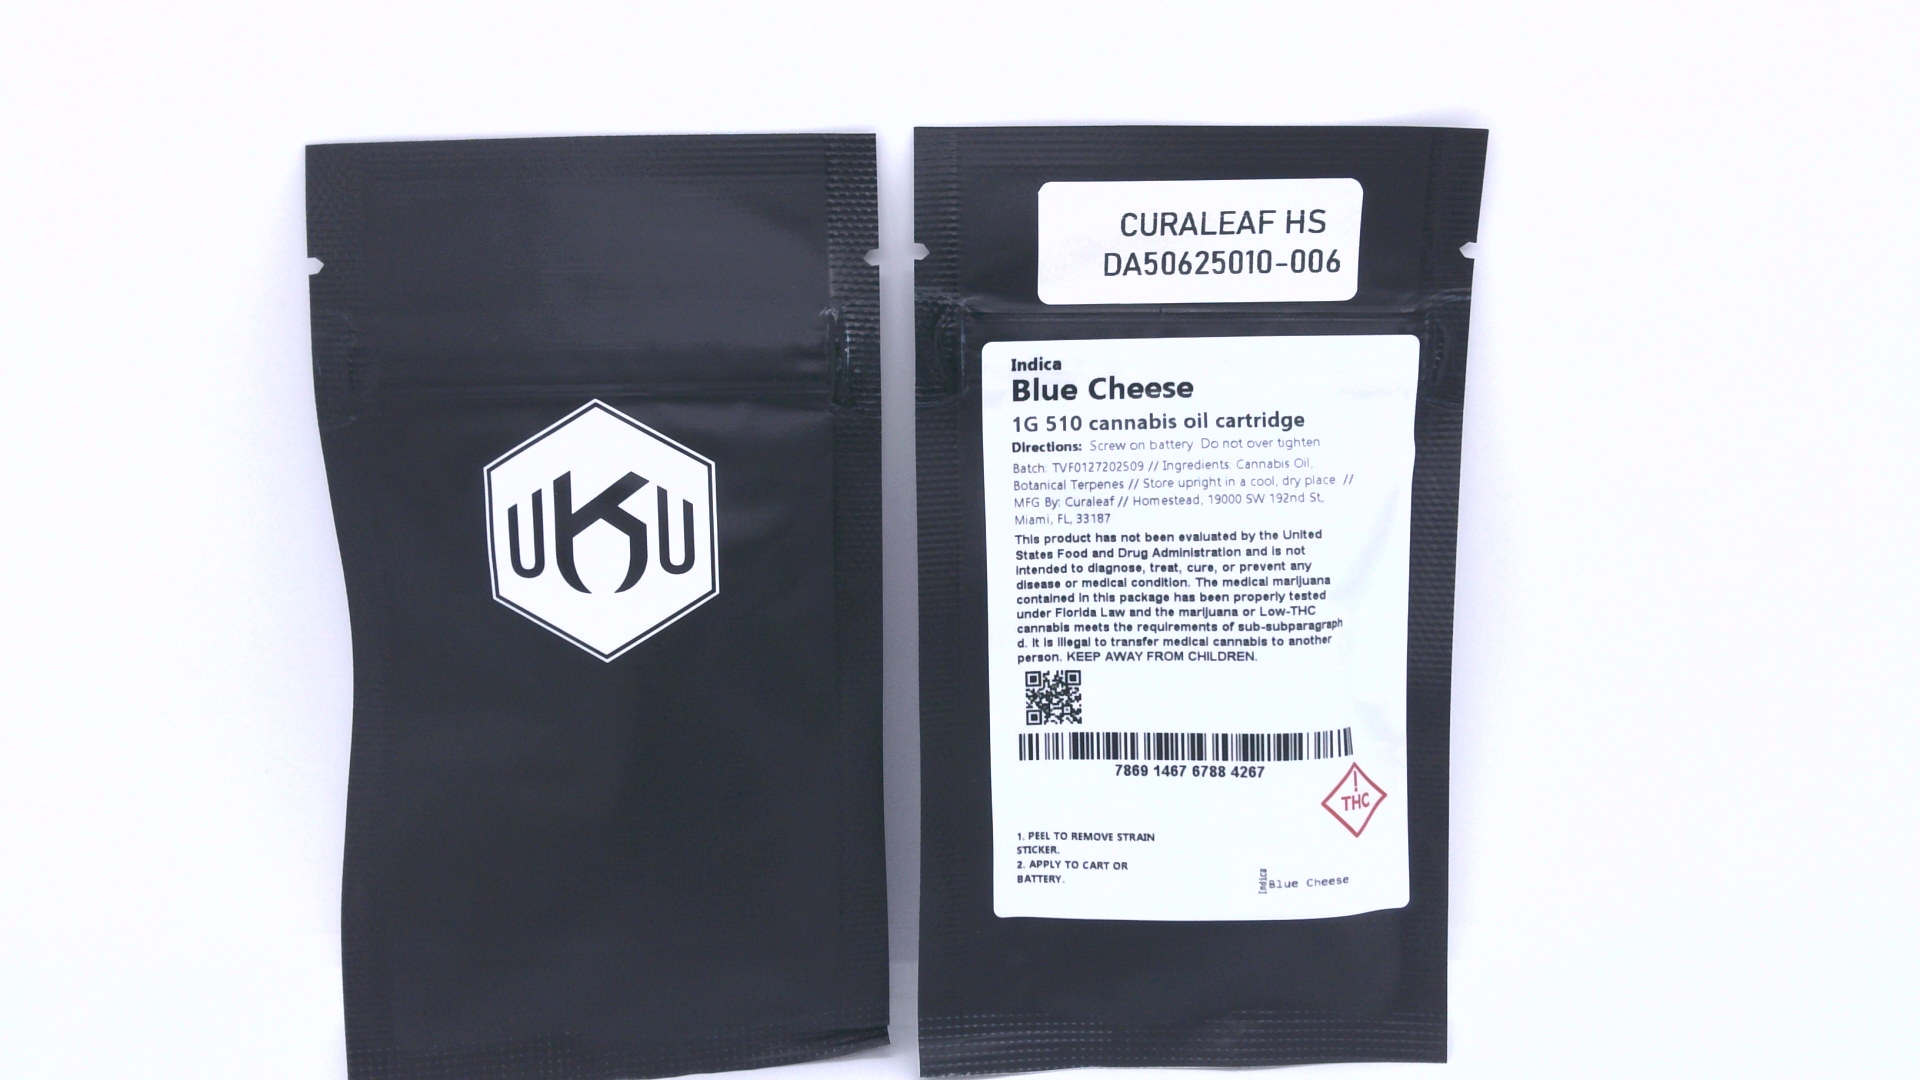 UKU
CURALEAF HS
DA50625010-006
Indica
Blue Cheese
1G 510 cannabis oil cartridge
Directions: Screw on battery Do not over tighten
Batch: TVF0127202509 // Ingredients: Cannabis Oil,
Botanical Terpenes // Store upright in a cool, dry place //
MFG By: Curaleaf // Homestead, 19000 SW 192nd St,
Miami, FL, 33187
This product has not been evaluated by the United
States Food and Drug Administration and is not
intended to diagnose, treat, cure, or prevent any
disease or medical condition. The medical marijuana
contained in this package has been properly tested
under Florida Law and the marijuana or Low-THC
cannabis meets the requirements of sub-subparagraph
d. It is illegal to transfer medical cannabis to another
person. KEEP AWAY FROM CHILDREN.
7869 1467 6788 4267
!
THC
1. PEEL TO REMOVE STRAIN
STICKER.
2. APPLY TO CART OR
BATTERY.
Indica
Blue Cheese